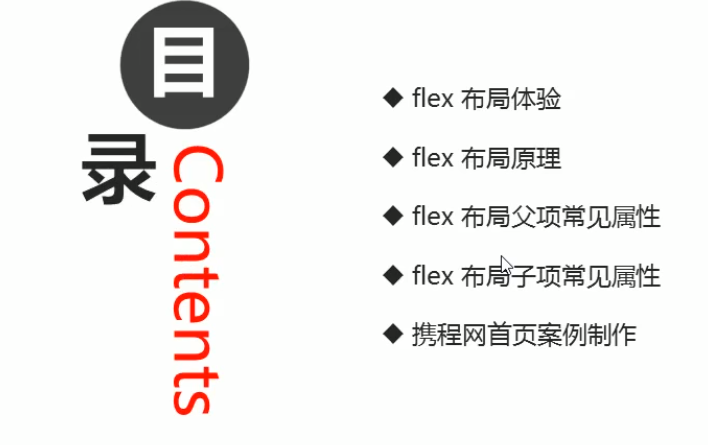 目
录
Contents
◆ flex 布局体验
◆ flex 布局原理
◆ flex 布局父项常见属性
◆ flex 布局子项常见属性
◆ 携程网首页案例制作